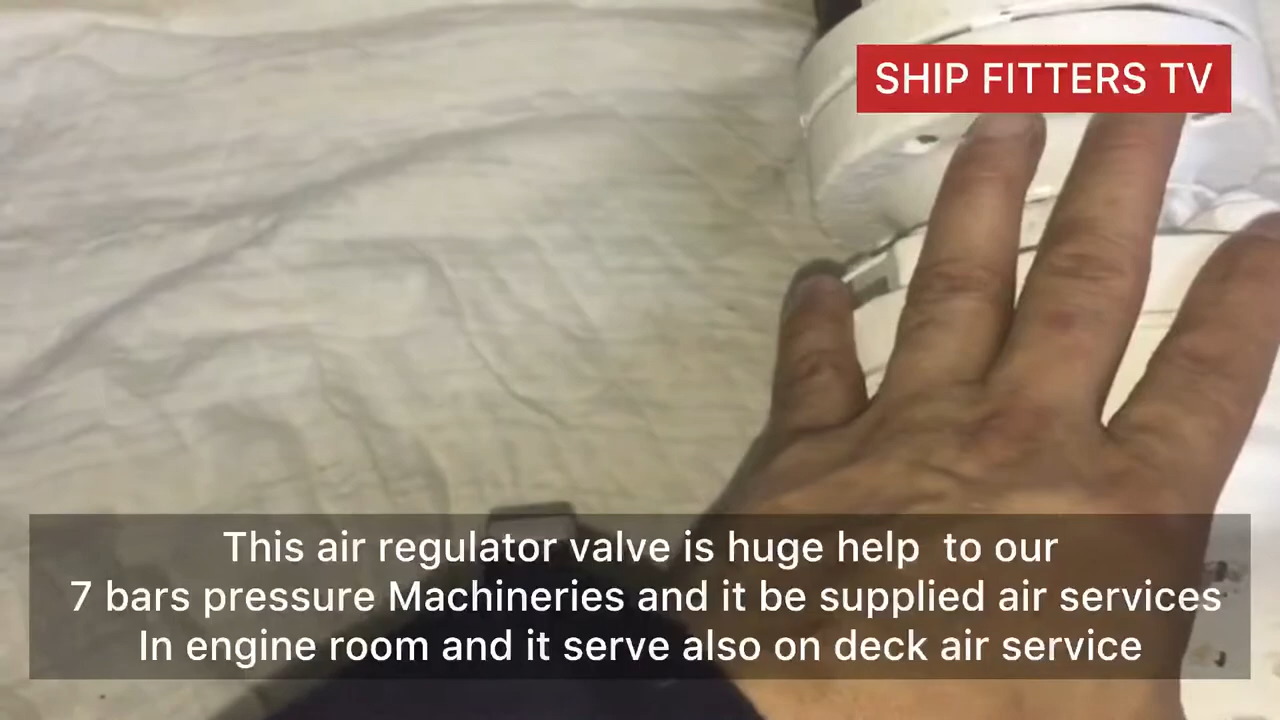 SHIP FITTERS TV
This air regulator valve is huge help to our
7 bars pressure Machineries and it be supplied air services
In engine room and it serve also on deck air service